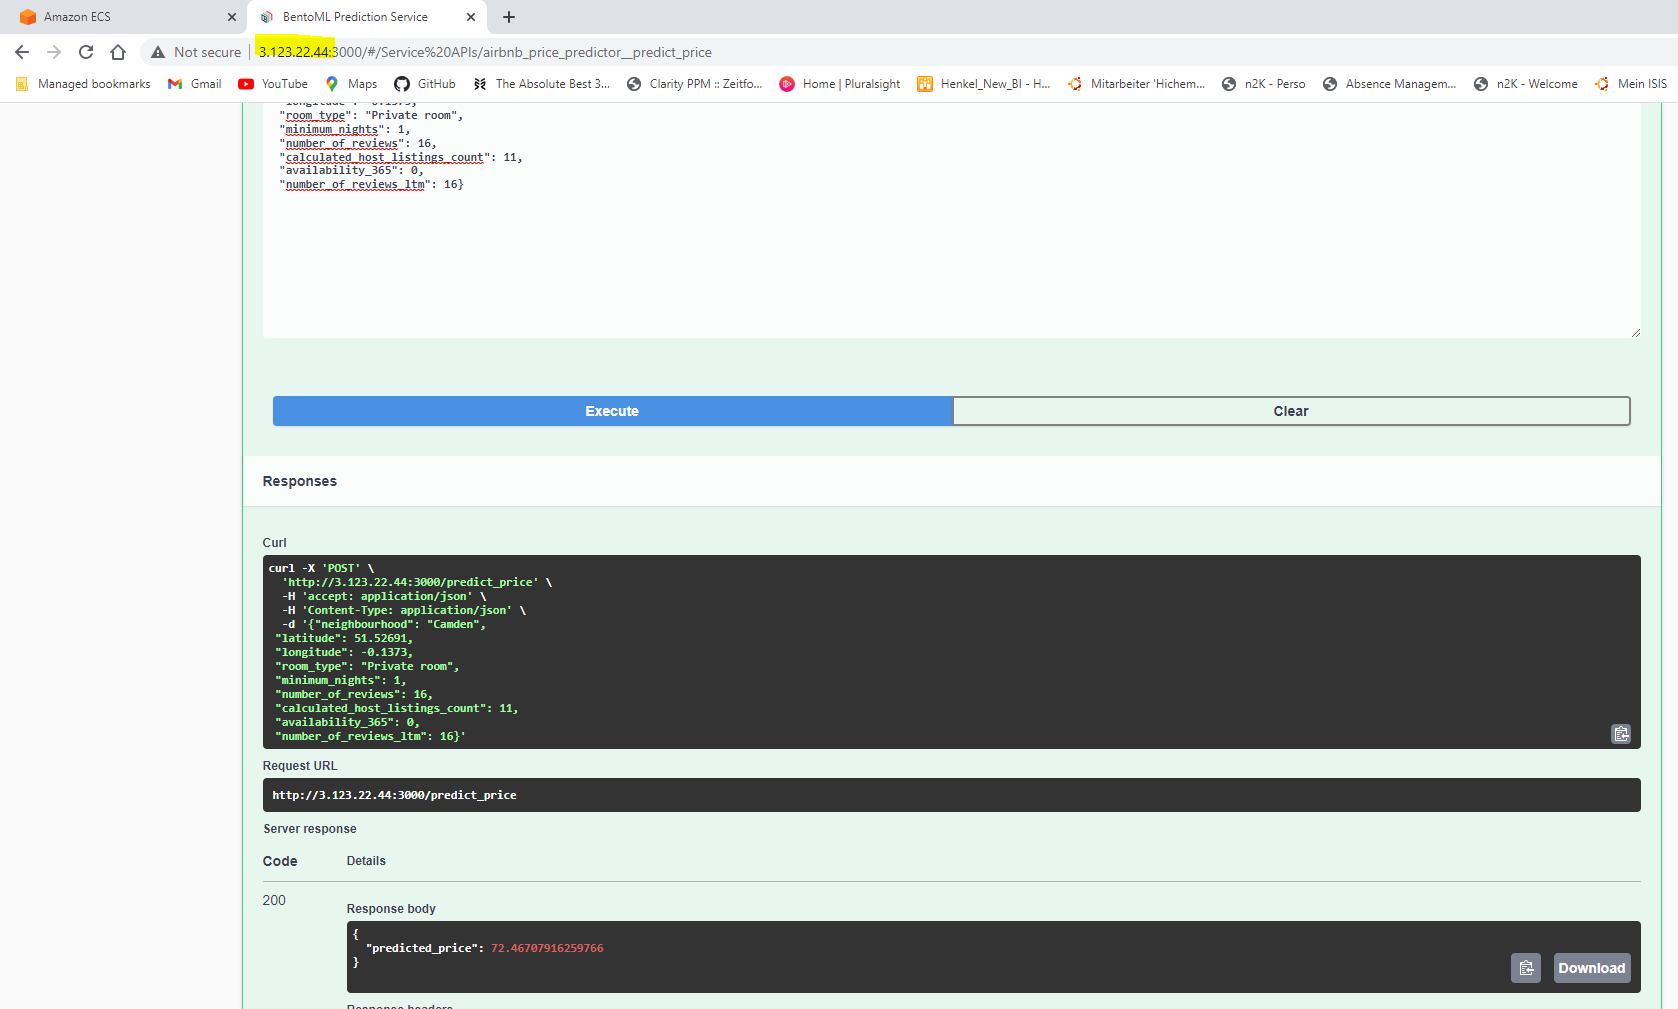 Amazon ECS
BentoML Prediction Service
Not secure
3.123.22.44:3000/#/Service%20APIs/airbnb_price_predictor__predict_price
Managed bookmarks
Gmail
YouTube
Maps
GitHub
The Absolute Best 3...
Clarity PPM :: Zeitfo...
Home | Pluralsight
Henkel_New_BI - H...
Mitarbeiter 'Hichem...
n2K - Perso
Absence Managem...
n2K - Welcome
Mein ISIS
"longitude": -0.1373,
"room_type": "Private room",
"minimum_nights": 1,
"number_of_reviews": 16,
"calculated_host_listings_count": 11,
"availability_365": 0,
"number_of_reviews_ltm": 16}
Execute
Clear
Responses
Curl
curl -X 'POST' \
'http://3.123.22.44:3000/predict_price' \
-H 'accept: application/json' \
-H 'Content-Type: application/json' \
-d '{"neighbourhood": "Camden",
"latitude": 51.52691,
"longitude": -0.1373,
"room_type": "Private room",
"minimum_nights": 1,
"number_of_reviews": 16,
"calculated_host_listings_count": 11,
"availability_365": 0,
"number_of_reviews_ltm": 16}'
Request URL
http://3.123.22.44:3000/predict_price
Server response
Code
Details
200
Response body
{
"predicted_price": 72.46707916259766
}
Download
Response headers